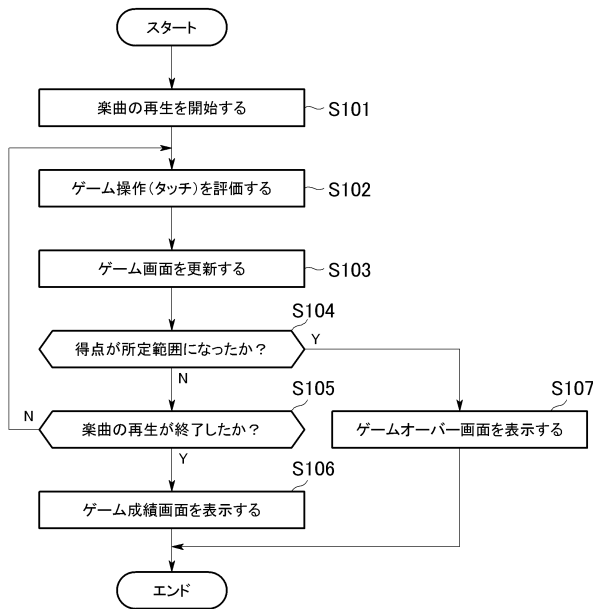 スタート
楽曲の再生を開始する
S101
ゲーム操作(タッチ)を評価する
S102
ゲーム画面を更新する
S103
S104
得点が所定範囲になったか?
Y
N
S105
楽曲の再生が終了したか?
N
Y
S107
ゲームオーバー画面を表示する
S106
ゲーム成績画面を表示する
エンド